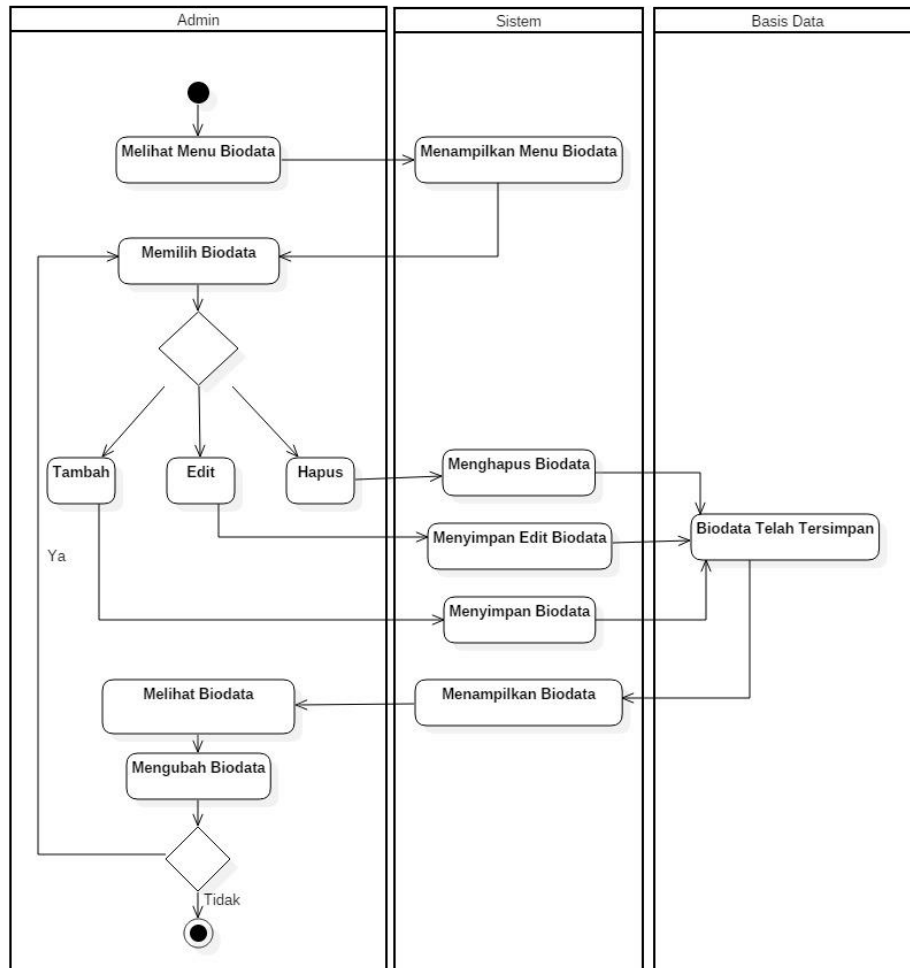 Admin
Sistem
Basis Data
Melihat Menu Biodata
Menampilkan Menu Biodata
Memilih Biodata
Tambah
Edit
Hapus
Menghapus Biodata
Menyimpan Edit Biodata
Biodata Telah Tersimpan
Ya
Menyimpan Biodata
Melihat Biodata
Menampilkan Biodata
Mengubah Biodata
Tidak